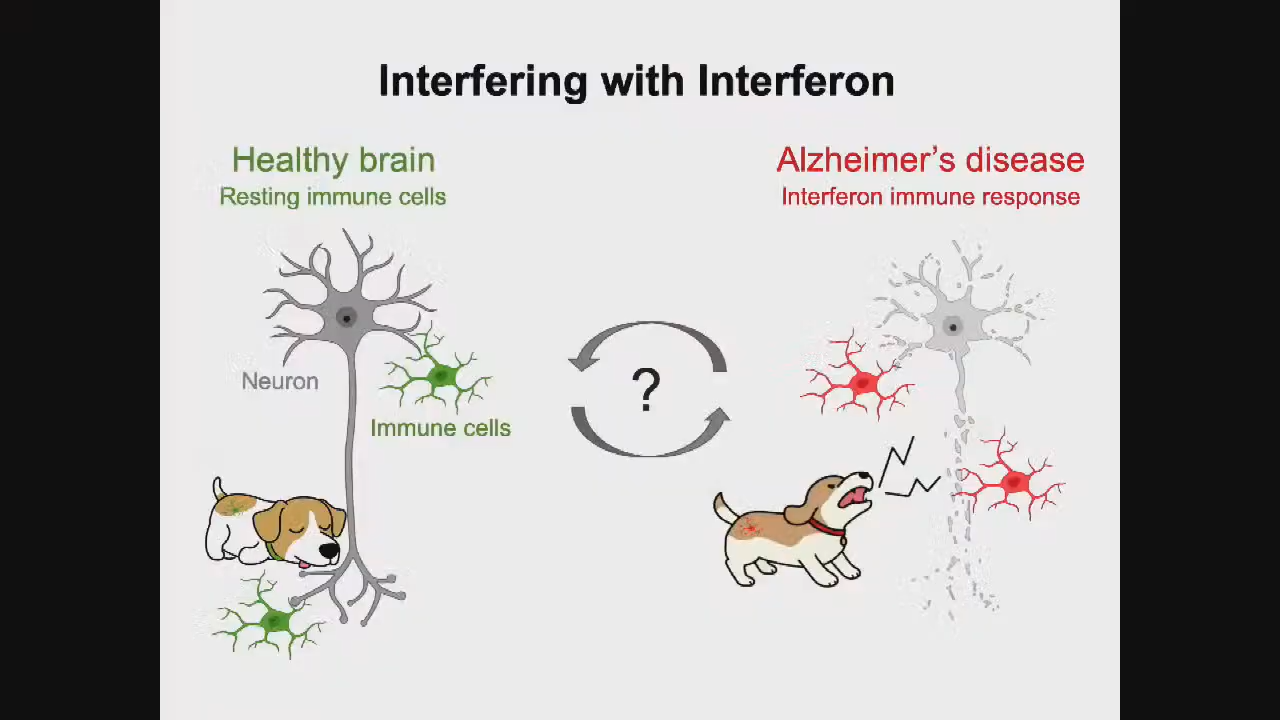 Interfering with Interferon
Healthy brain
Resting immune cells
Alzheimer’s disease
Interferon immune response
Neuron
Immune cells
?